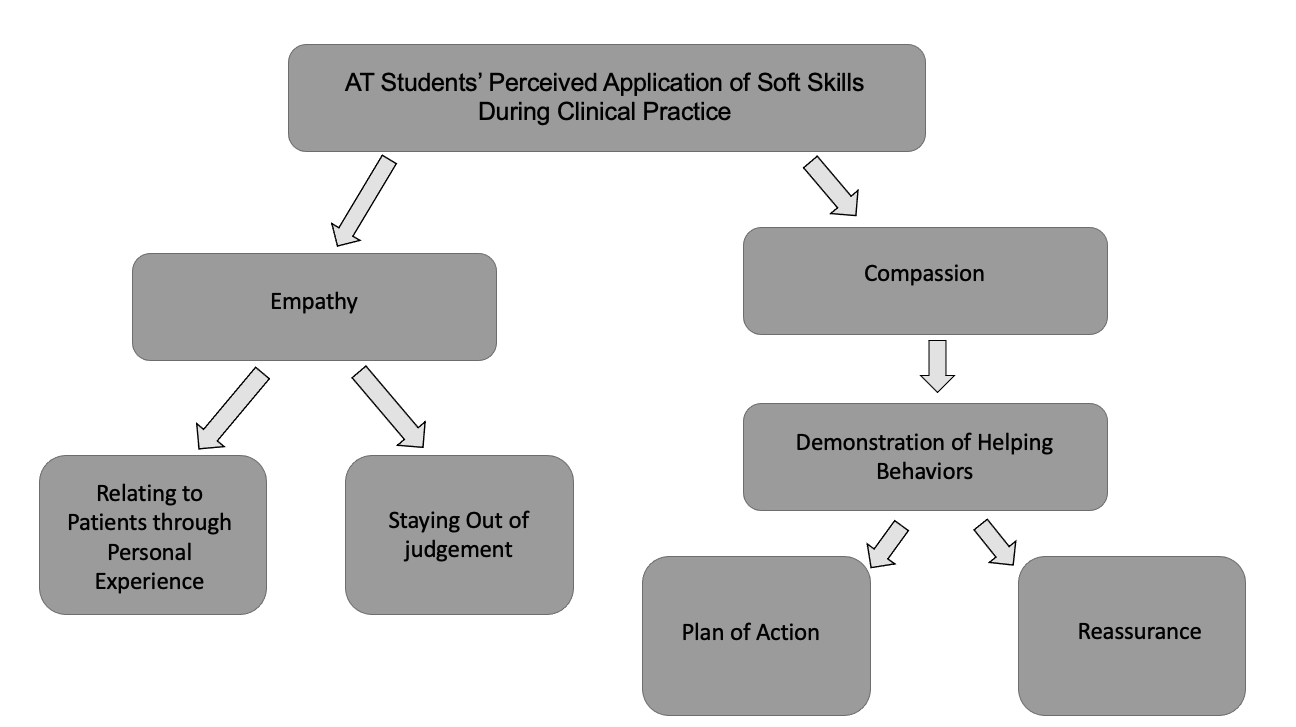 AT Students’ Perceived Application of Soft Skills
During Clinical Practice
Empathy
Compassion
Relating to
Patients through
Personal
Experience
Staying Out of
judgement
Demonstration of Helping
Behaviors
Plan of Action
Reassurance